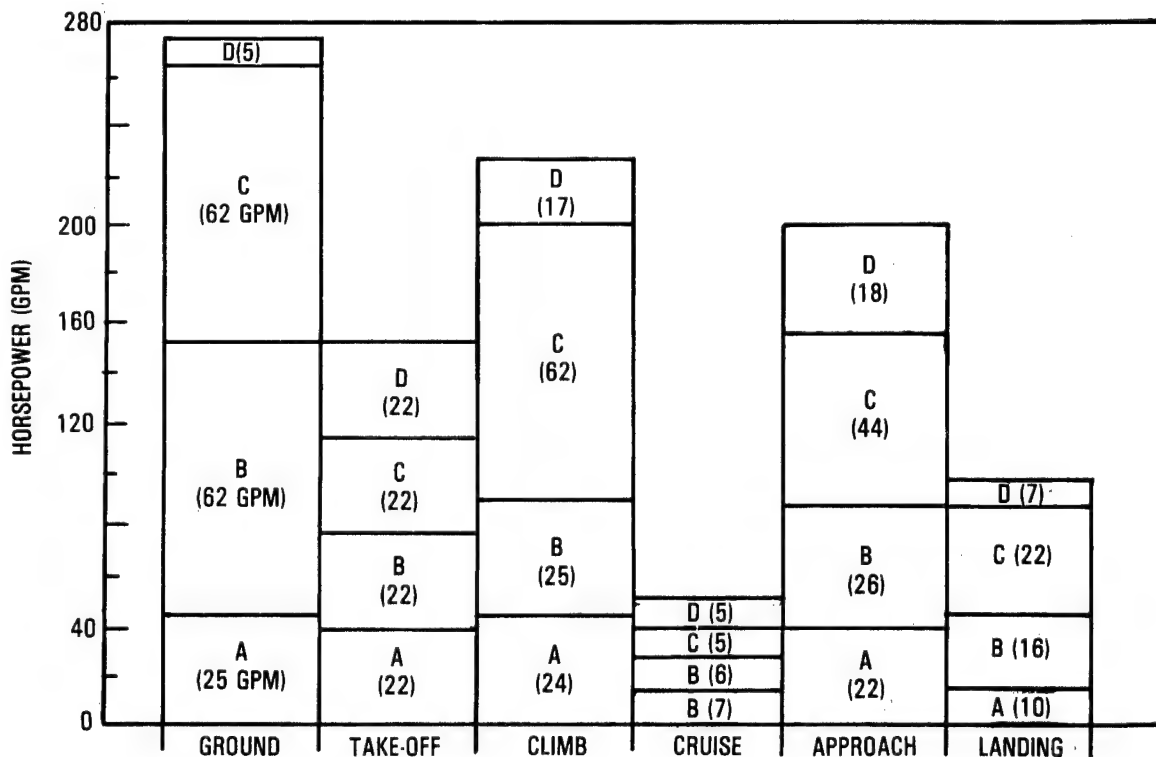 HORSEPOWER (GPM)
280
200
160
120
40
0
D(5)
C
(62 GPM)
B
(62 GPM)
A
(25 GPM)
D
(22)
C
(22)
B
(22)
A
(22)
D
(17)
C
(62)
B
(25)
A
(24)
D (5)
C (5)
B (6)
B (7)
D
(18)
C
(44)
B
(26)
A
(22)
D (7)
C (22)
B (16)
A (10)
GROUND
TAKE-OFF
CLIMB
CRUISE
APPROACH
LANDING